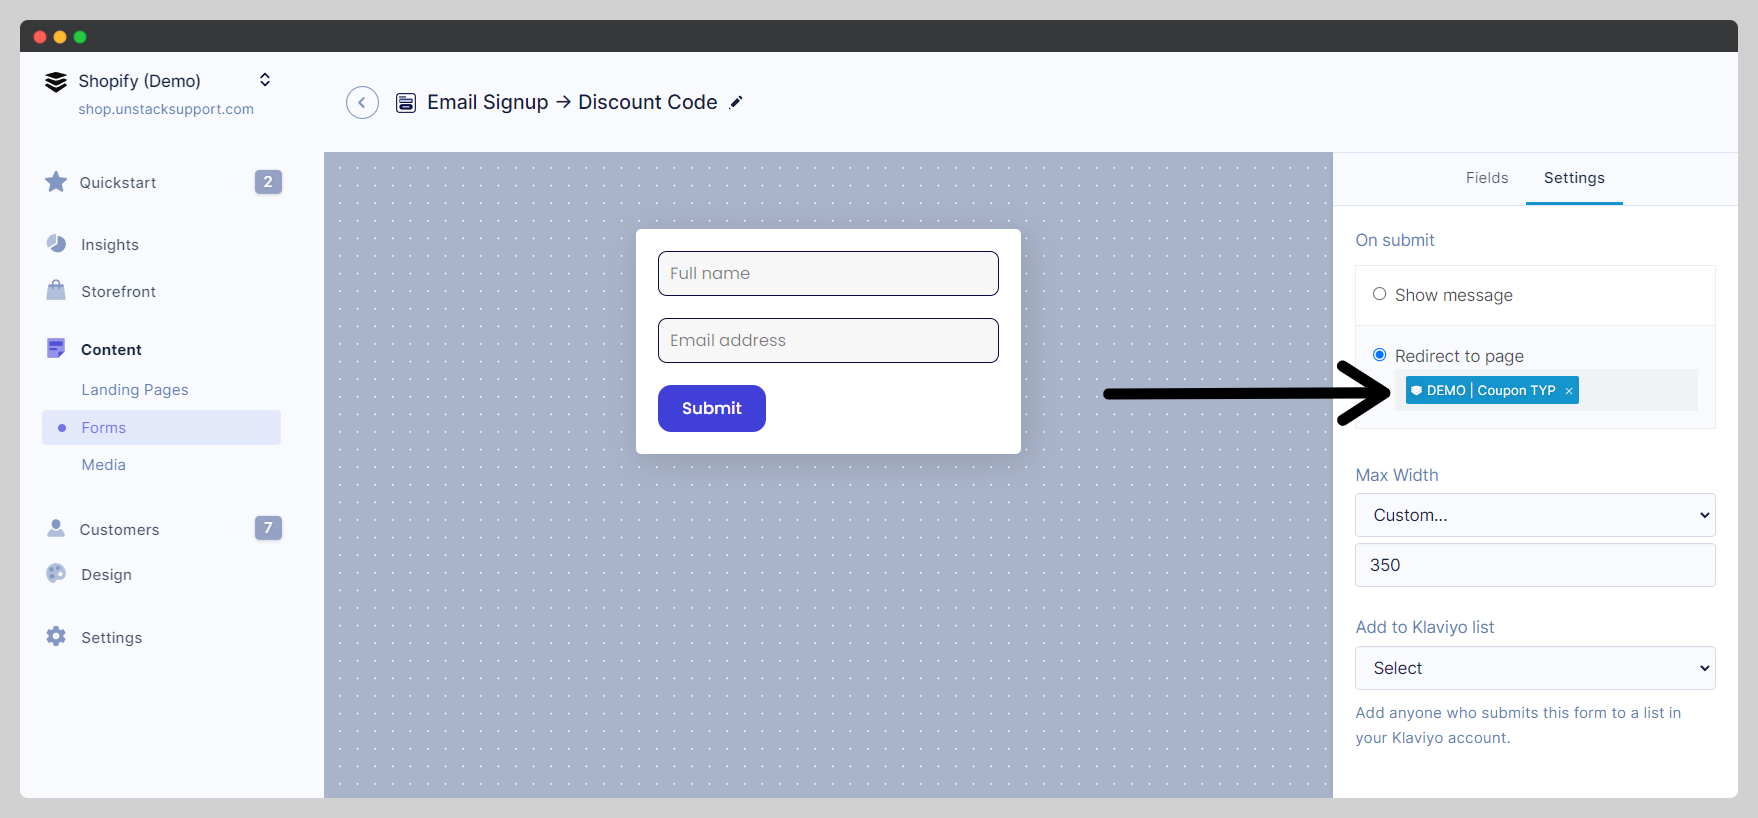 Shopify (Demo)
shop.unstacksupport.com
Quickstart 2
Insights
Storefront
Content
Landing Pages
Forms
Media
Customers 7
Design
Settings
Email Signup → Discount Code
Full name
Email address
Submit
Fields Settings
On submit
Show message
Redirect to page
DEMO | Coupon TYP ×
Max Width
Custom...
350
Add to Klaviyo list
Select
Add anyone who submits this form to a list in
your Klaviyo account.